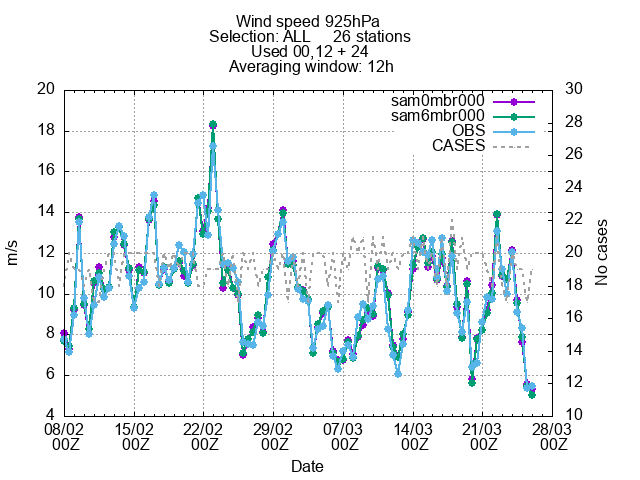 Wind speed 925hPa
Selection: ALL 26 stations
Used 00,12 + 24
Averaging window: 12h
sam0mbr000
sam6mbr000
OBS
CASES
20
18
16
14
12
10
8
6
4
m/s
30
28
26
24
22
20
18
16
14
12
10
No cases
08/02 15/02 22/02 29/02 07/03 14/03 21/03 28/03
00Z 00Z 00Z 00Z 00Z 00Z 00Z 00Z
Date